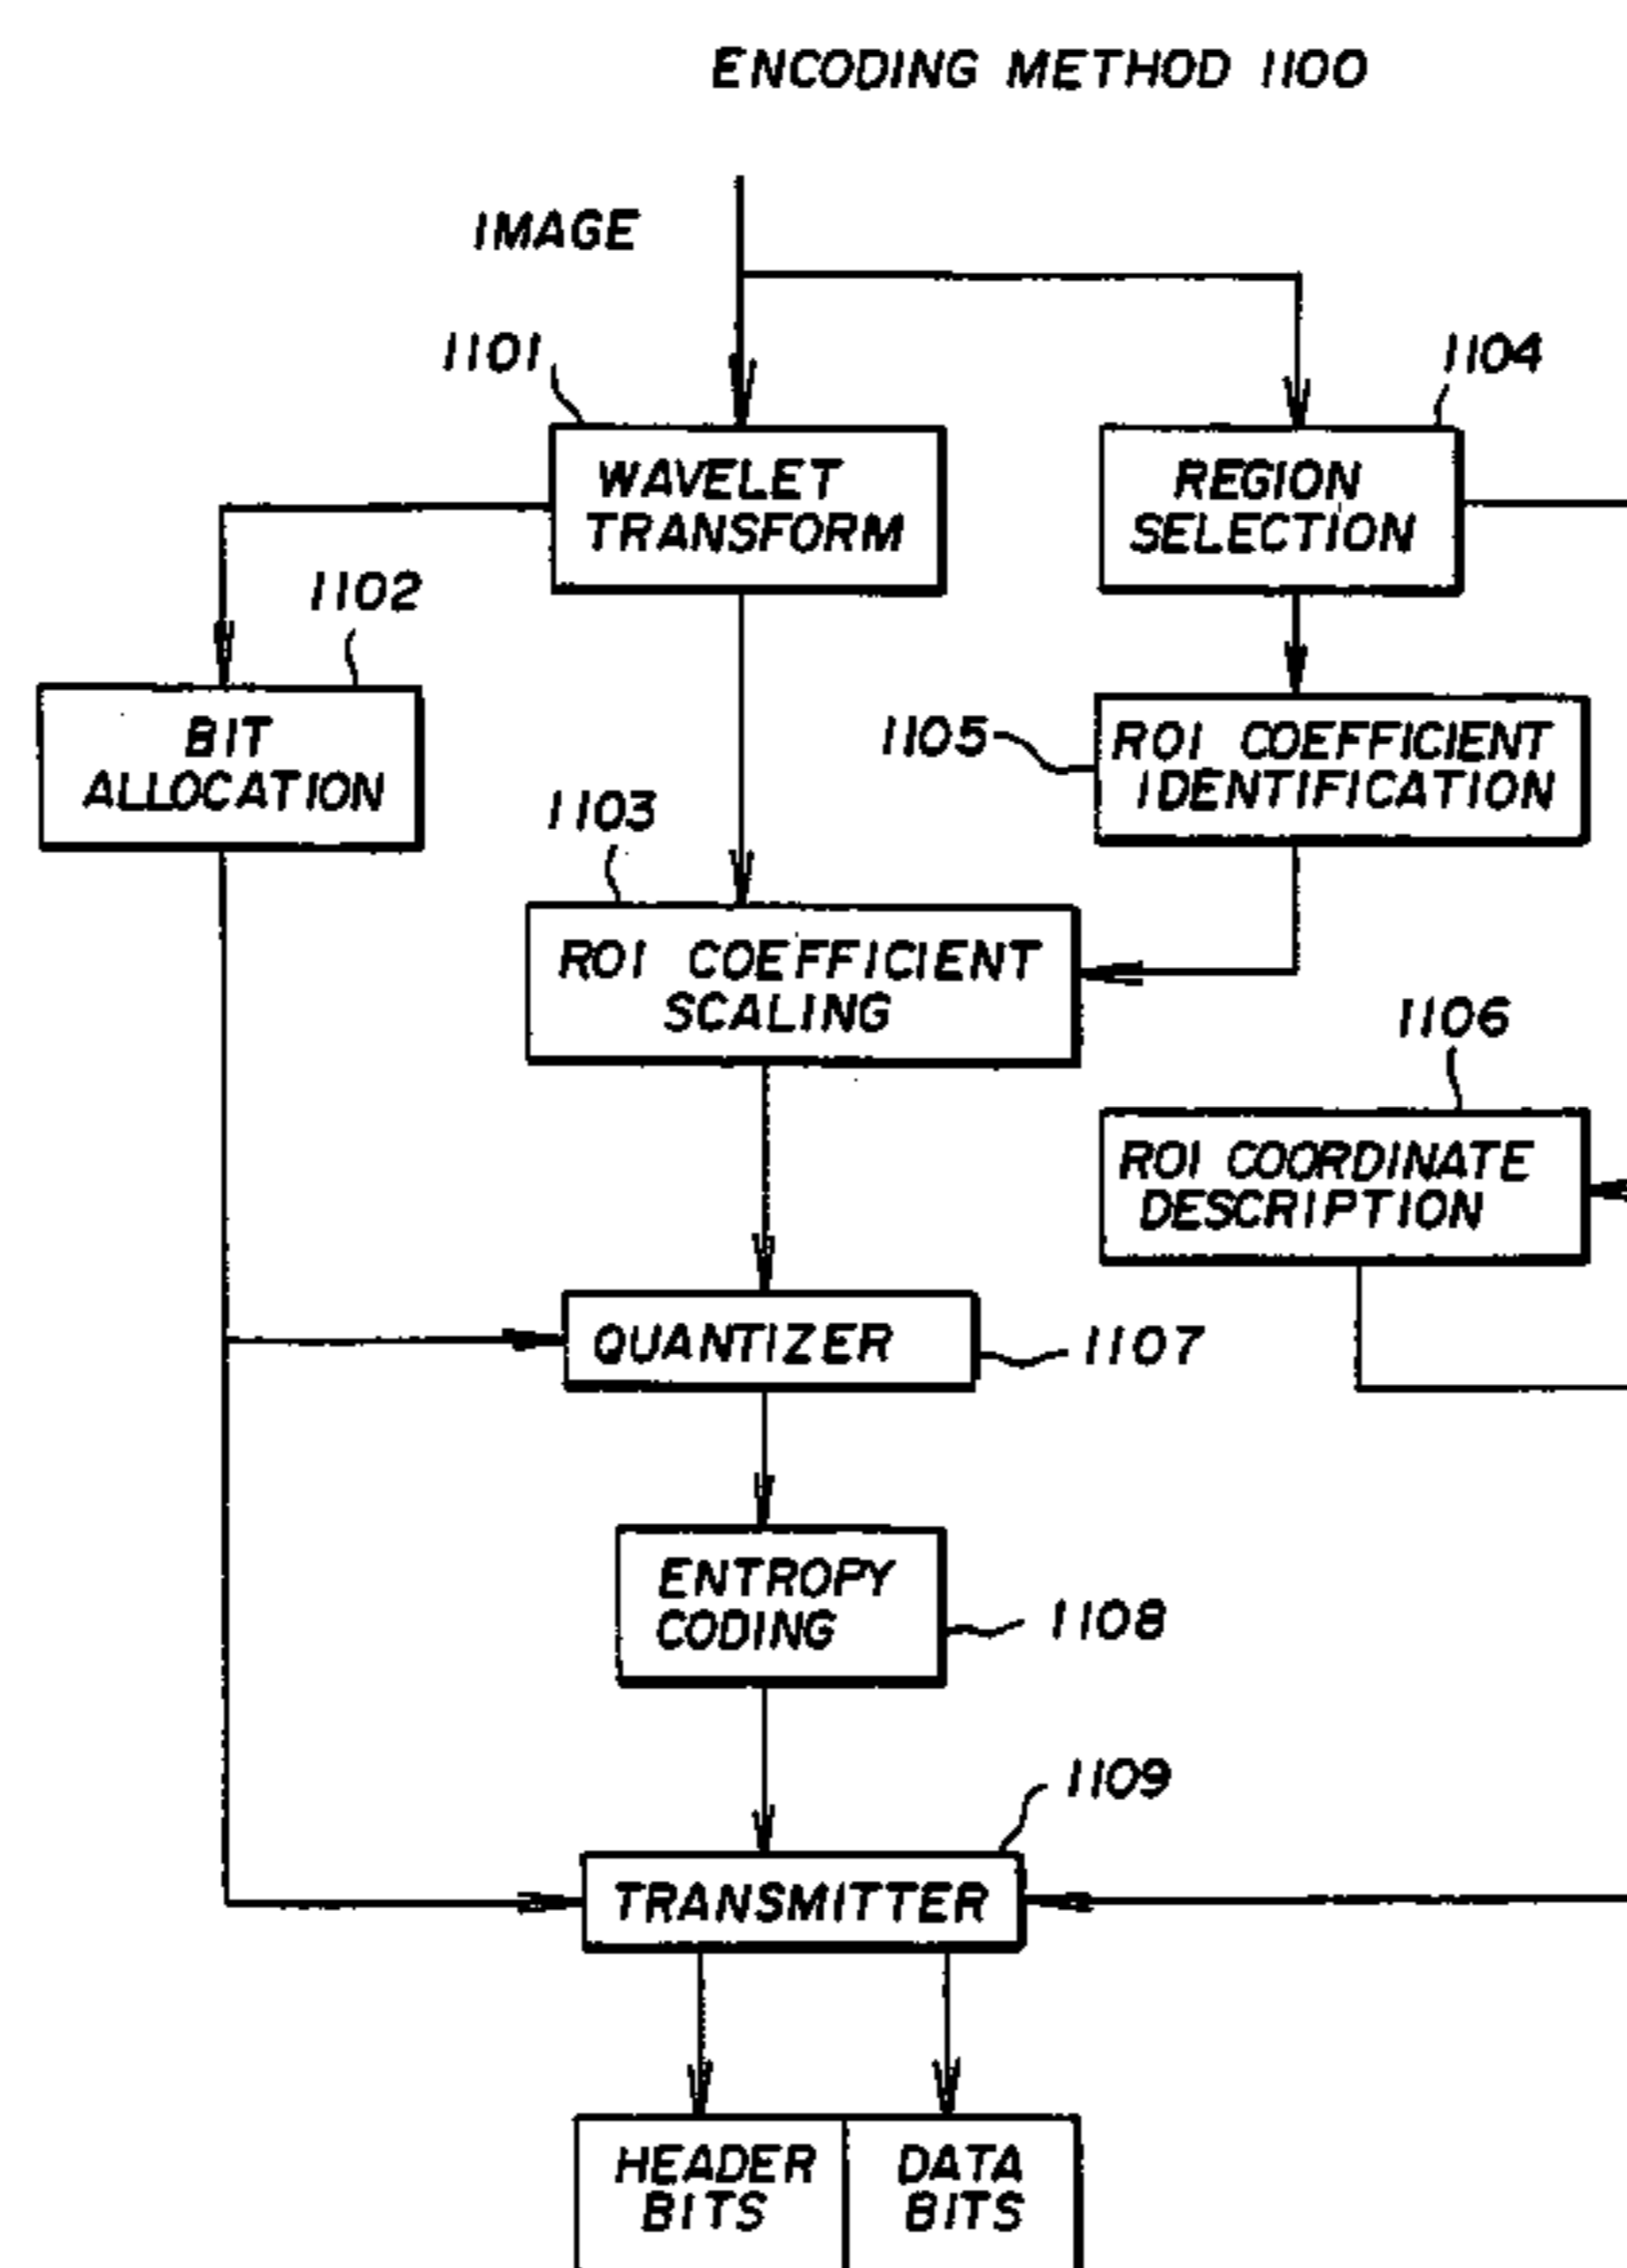 ENCODING METHOD 1100
IMAGE
1101
1104
WAVELET
TRANSFORM
REGION
SELECTION
1102
BIT
ALLOCATION
1105
ROI COEFFICIENT
IDENTIFICATION
1103
ROI COEFFICIENT
SCALING
1106
ROI COORDINATE
DESCRIPTION
QUANTIZER
1107
ENTROPY
CODING
1108
1109
TRANSMITTER
HEADER
BITS
DATA
BITS